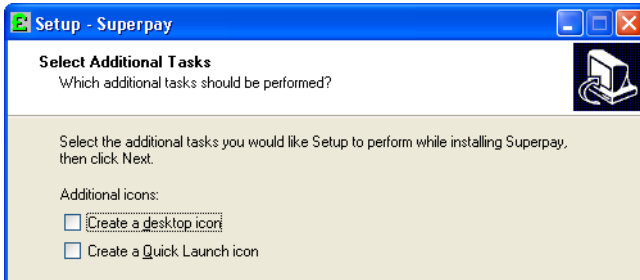 Setup - Superpay
Select Additional Tasks
Which additional tasks should be performed?
Select the additional tasks you would like Setup to perform while installing Superpay,
then click Next.
Additional icons:
Create a desktop icon
Create a Quick Launch icon